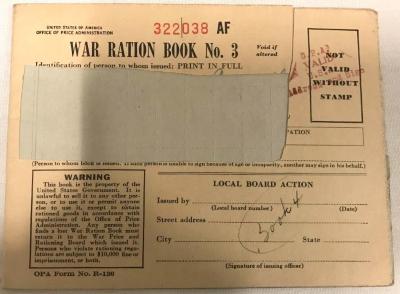 UNITED STATES OF AMERICA
OFFICE OF PRICE ADMINISTRATION
322038 AF
WAR RATION BOOK No. 3
Void if
altered
Identification of person to whom issued: PRINT IN FULL
NOT
VALID
WITHOUT
STAMP
VALID
(Person to whom book is issued. If such person is unable to sign because of age or incapacity, another may sign in his behalf.)
WARNING
This book is the property of the
United States Government. It is
unlawful to sell it to any other per-
son, or to use it or permit anyone
else to use it, except to obtain
rationed goods in accordance with
regulations of the Office of Price
Administration. Any person who
finds a lost War Ration Book must
return it to the War Price and
Rationing Board which issued it.
Persons who violate rationing regu-
lations are subject to $10,000 fine or
imprisonment, or both.
LOCAL BOARD ACTION
Issued by
(Local board number) (Date)
Street address
Book 4
City State
(Signature of issuing officer)
OPA Form No. R-130